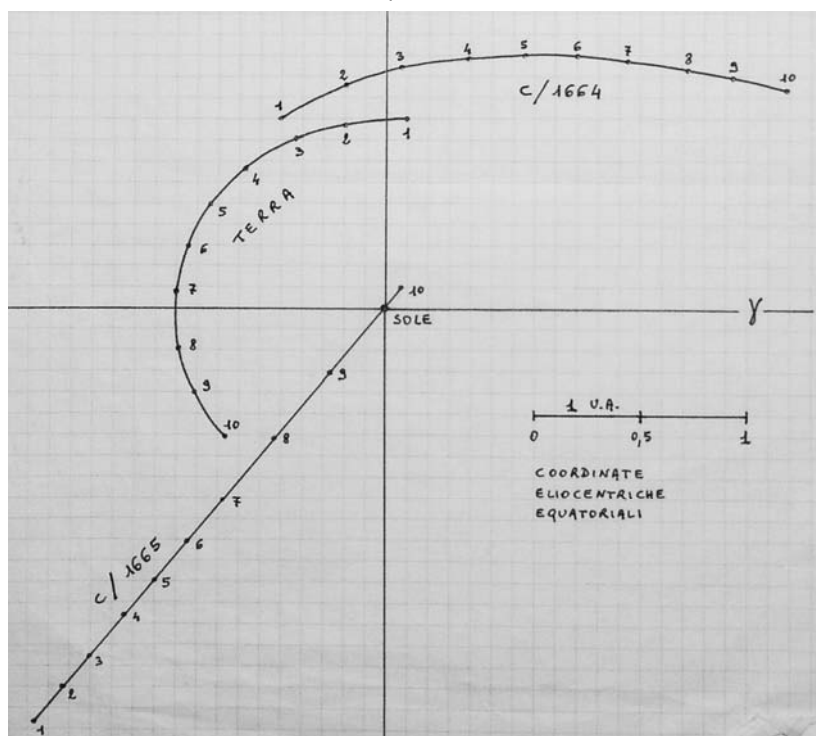 1 2 3 4 5 6 7 8 9 10
C/1664
1 2 3 4 5 6 7 8 9 10
TERRA
10
SOLE
γ
9
8
7
6
5
4
3
2
1
C/1665
1 U.A.
0 0,5 1
COORDINATE
ELIOCENTRICHE
EQUATORIALI